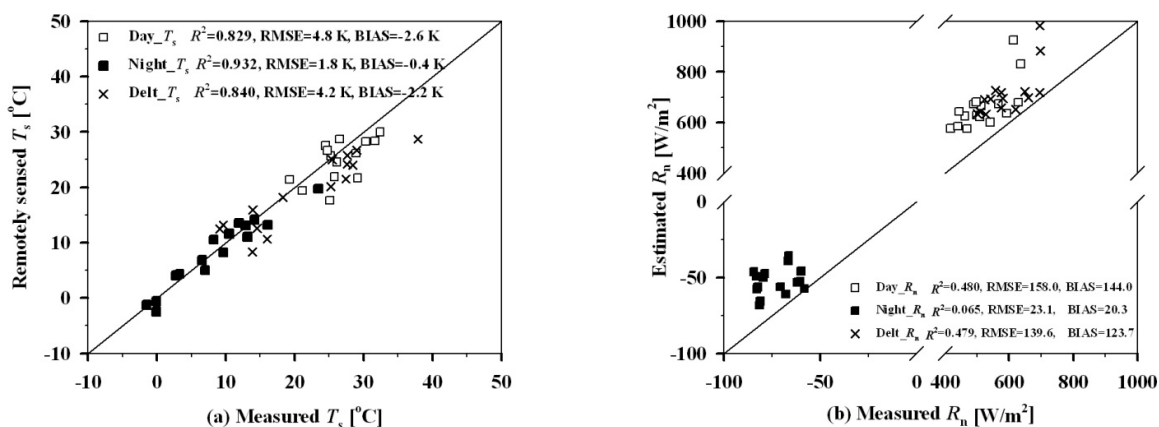 50
40
30
20
10
0
-10
Remotely sensed Ts [°C]
□ Day_Ts R²=0.829, RMSE=4.8 K, BIAS=-2.6 K
■ Night_Ts R²=0.932, RMSE=1.8 K, BIAS=-0.4 K
× Delt_Ts R²=0.840, RMSE=4.2 K, BIAS=-2.2 K
-10 0 10 20 30 40 50
(a) Measured Ts [°C]
1000
800
600
400
0
-50
-100
Estimated Rn [W/m²]
□ Day_Rn R²=0.480, RMSE=158.0, BIAS=144.0
■ Night_Rn R²=0.065, RMSE=23.1, BIAS=20.3
× Delt_Rn R²=0.479, RMSE=139.6, BIAS=123.7
-100 -50 0 400 600 800 1000
(b) Measured Rn [W/m²]